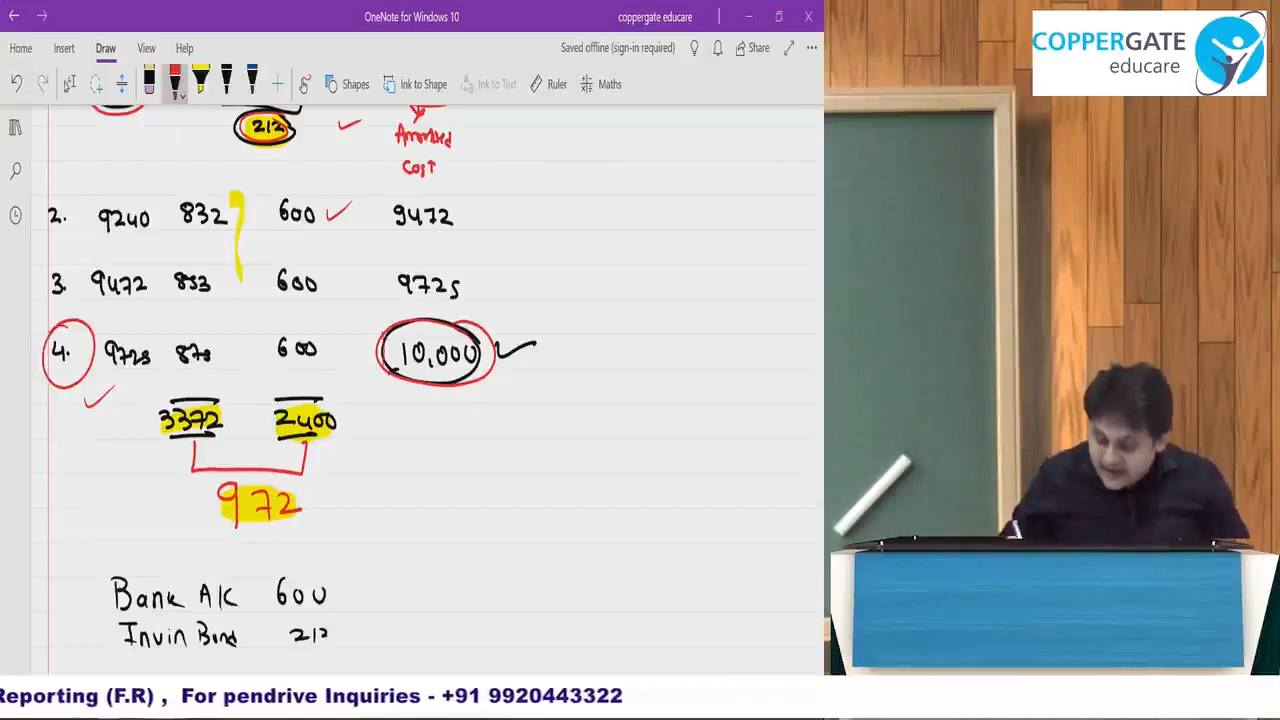 OneNote for Windows 10
coppergate educare
Home Insert Draw View Help
Saved offline (sign-in required)
Share
Shapes
Ink to Shape
Ink to Text
Ruler
Maths
COPPERGATE
educare
212
Amortised
Cost
2. 9240 832 600 9472
3. 9472 853 600 9725
4. 9725 875 600 10,000
3372 2400
972
Bank A/C 600
Inv in Bond 212
Reporting (F.R) , For pendrive Inquiries - +91 9920443322